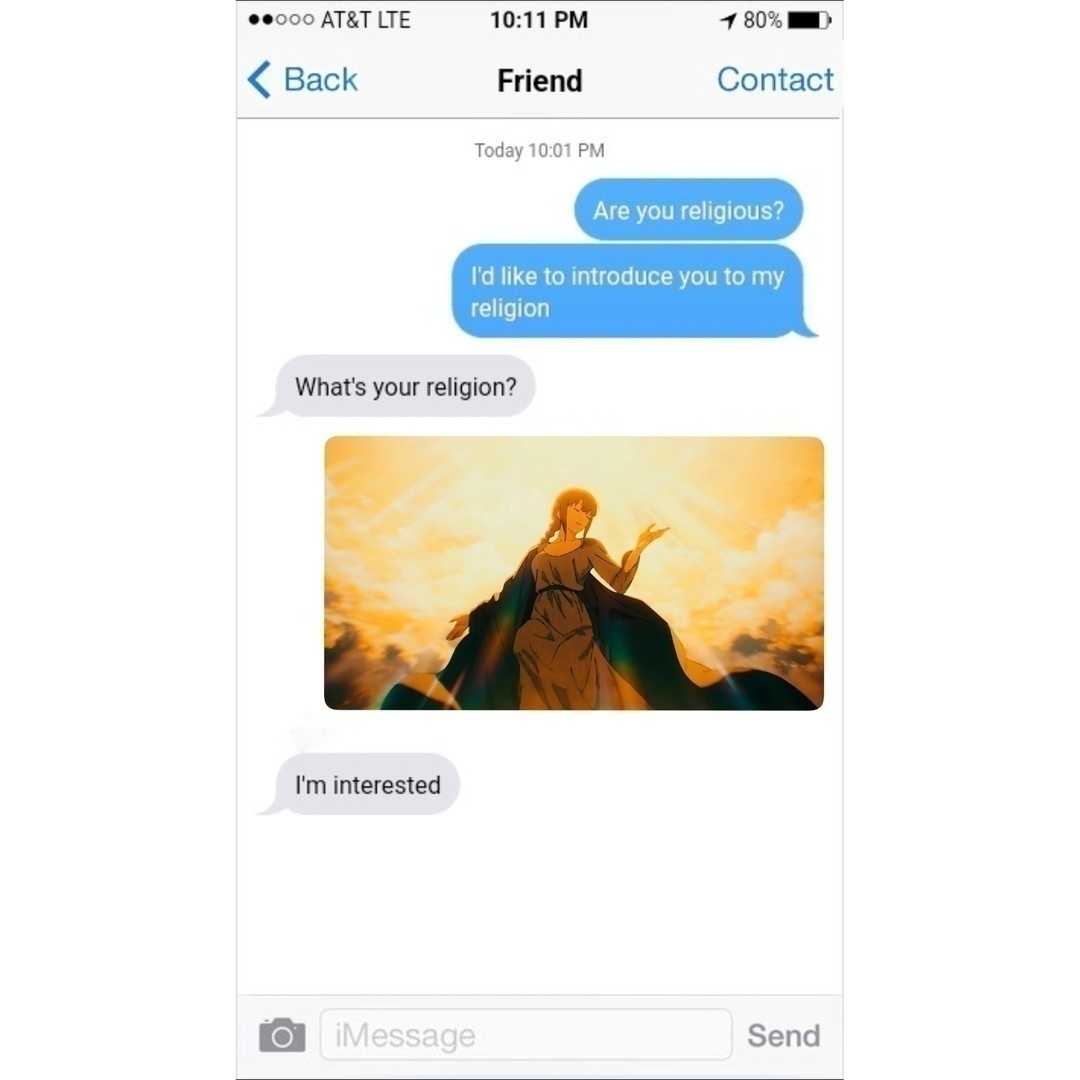 AT&T LTE 10:11 PM 80%
Back Friend Contact
Today 10:01 PM
Are you religious?
I'd like to introduce you to my
religion
What's your religion?
I'm interested
iMessage Send